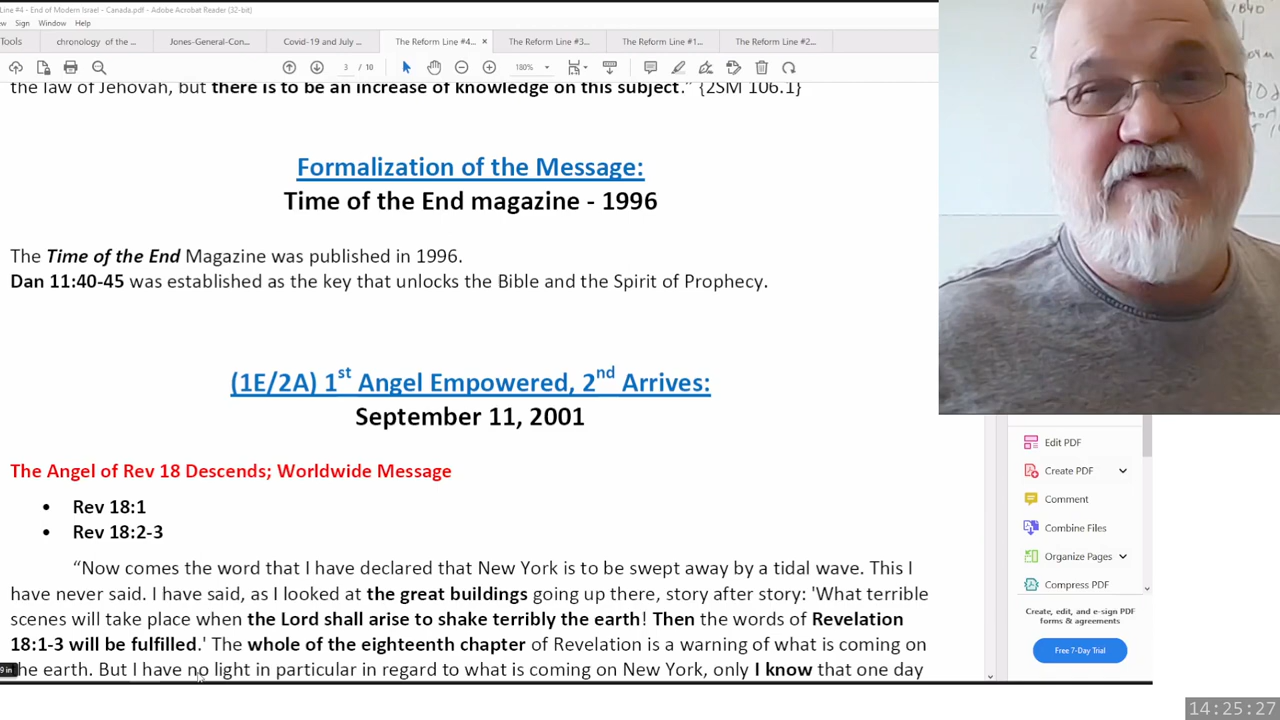 Line #4 - End of Modern Israel - Canada.pdf - Adobe Acrobat Reader (32-bit)
Sign Window Help
Tools chronology of the ... Jones-General-Con... Covid-19 and July ... The Reform Line #4... × The Reform Line #3... The Reform Line #1... The Reform Line #2...
3 / 10 180%
the law of Jehovah, but there is to be an increase of knowledge on this subject." {2SM 106.1}
Formalization of the Message:
Time of the End magazine - 1996
The Time of the End Magazine was published in 1996.
Dan 11:40-45 was established as the key that unlocks the Bible and the Spirit of Prophecy.
(1E/2A) 1st Angel Empowered, 2nd Arrives:
September 11, 2001
The Angel of Rev 18 Descends; Worldwide Message
• Rev 18:1
• Rev 18:2-3
"Now comes the word that I have declared that New York is to be swept away by a tidal wave. This I
have never said. I have said, as I looked at the great buildings going up there, story after story: 'What terrible
scenes will take place when the Lord shall arise to shake terribly the earth! Then the words of Revelation
18:1-3 will be fulfilled.' The whole of the eighteenth chapter of Revelation is a warning of what is coming on
the earth. But I have no light in particular in regard to what is coming on New York, only I know that one day
Edit PDF
Create PDF
Comment
Combine Files
Organize Pages
Compress PDF
Create, edit, and e-sign PDF
forms & agreements
Free 7-Day Trial
14:25:27